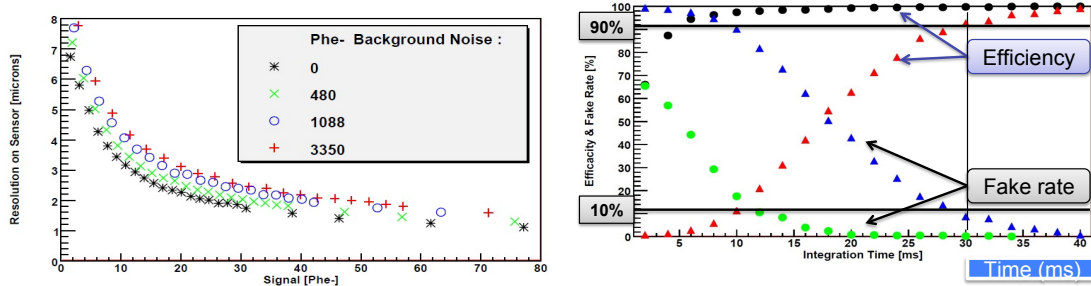 Resolution on Sensor [microns]
8
7
6
5
4
3
2
1
0
0 10 20 30 40 50 60 70 80
Signal [Phe-]
Phe- Background Noise :
0
480
1088
3350
Efficacy & Fake Rate [%]
100
90
80
70
60
50
40
30
20
10
0
90%
10%
Efficiency
Fake rate
5 10 15 20 25 30 35 40
Integration Time [ms]
Time (ms)